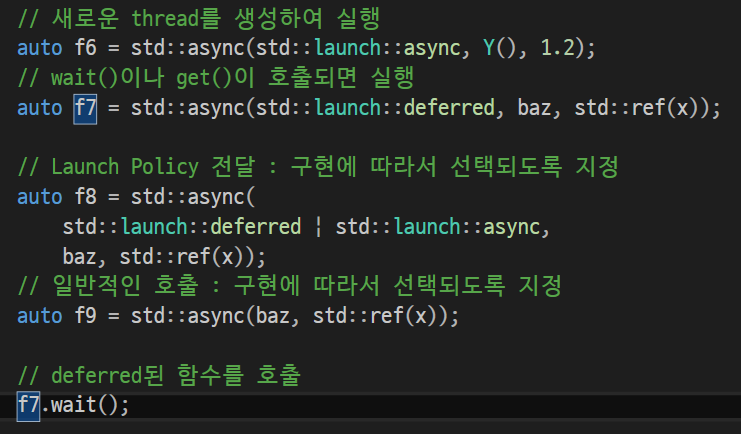 // 새로운 thread를 생성하여 실행
auto f6 = std::async(std::launch::async, Y(), 1.2);
// wait()이나 get()이 호출되면 실행
auto f7 = std::async(std::launch::deferred, baz, std::ref(x));
// Launch Policy 전달 : 구현에 따라서 선택되도록 지정
auto f8 = std::async(
std::launch::deferred | std::launch::async,
baz, std::ref(x));
// 일반적인 호출 : 구현에 따라서 선택되도록 지정
auto f9 = std::async(baz, std::ref(x));
// deferred된 함수를 호출
f7.wait();